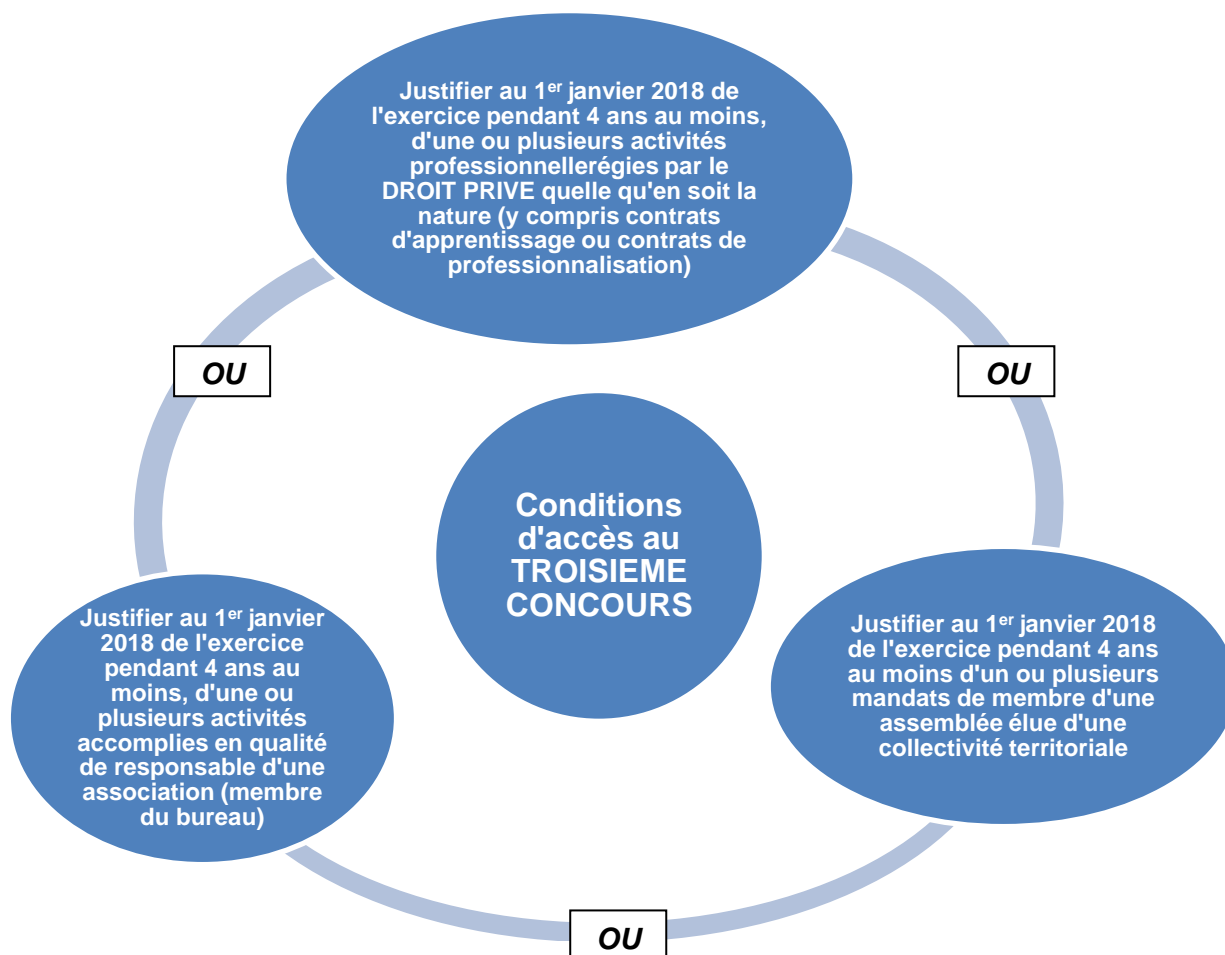 Justifier au 1er janvier 2018 de
l'exercice pendant 4 ans au moins,
d'une ou plusieurs activités
professionnellerégies par le
DROIT PRIVE quelle qu'en soit la
nature (y compris contrats
d'apprentissage ou contrats de
professionnalisation)
OU
OU
Conditions
d'accès au
TROISIEME
CONCOURS
Justifier au 1er janvier
2018 de l'exercice
pendant 4 ans au
moins, d'une ou
plusieurs activités
accomplies en qualité
de responsable d'une
association (membre
du bureau)
Justifier au 1er janvier 2018
de l'exercice pendant 4 ans
au moins d'un ou plusieurs
mandats de membre d'une
assemblée élue d'une
collectivité territoriale
OU